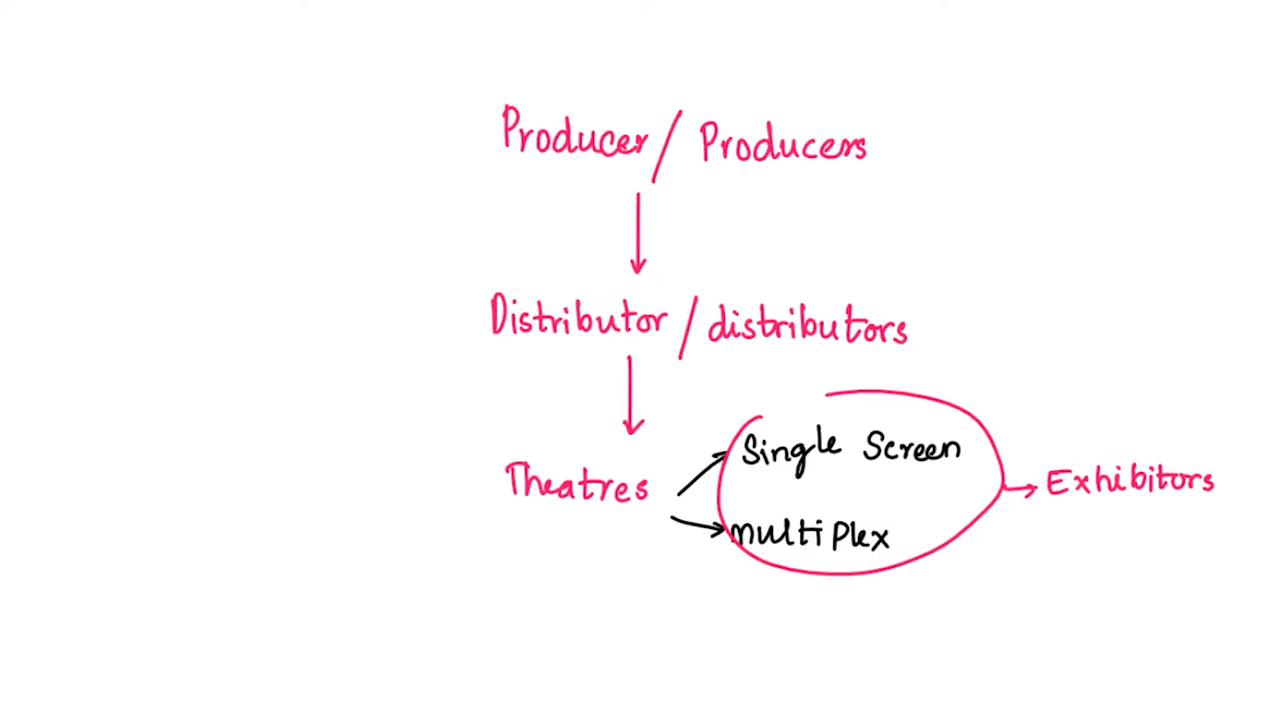 Producer / Producers
Distributor / distributors
Theatres
Single Screen
multiplex
Exhibitors